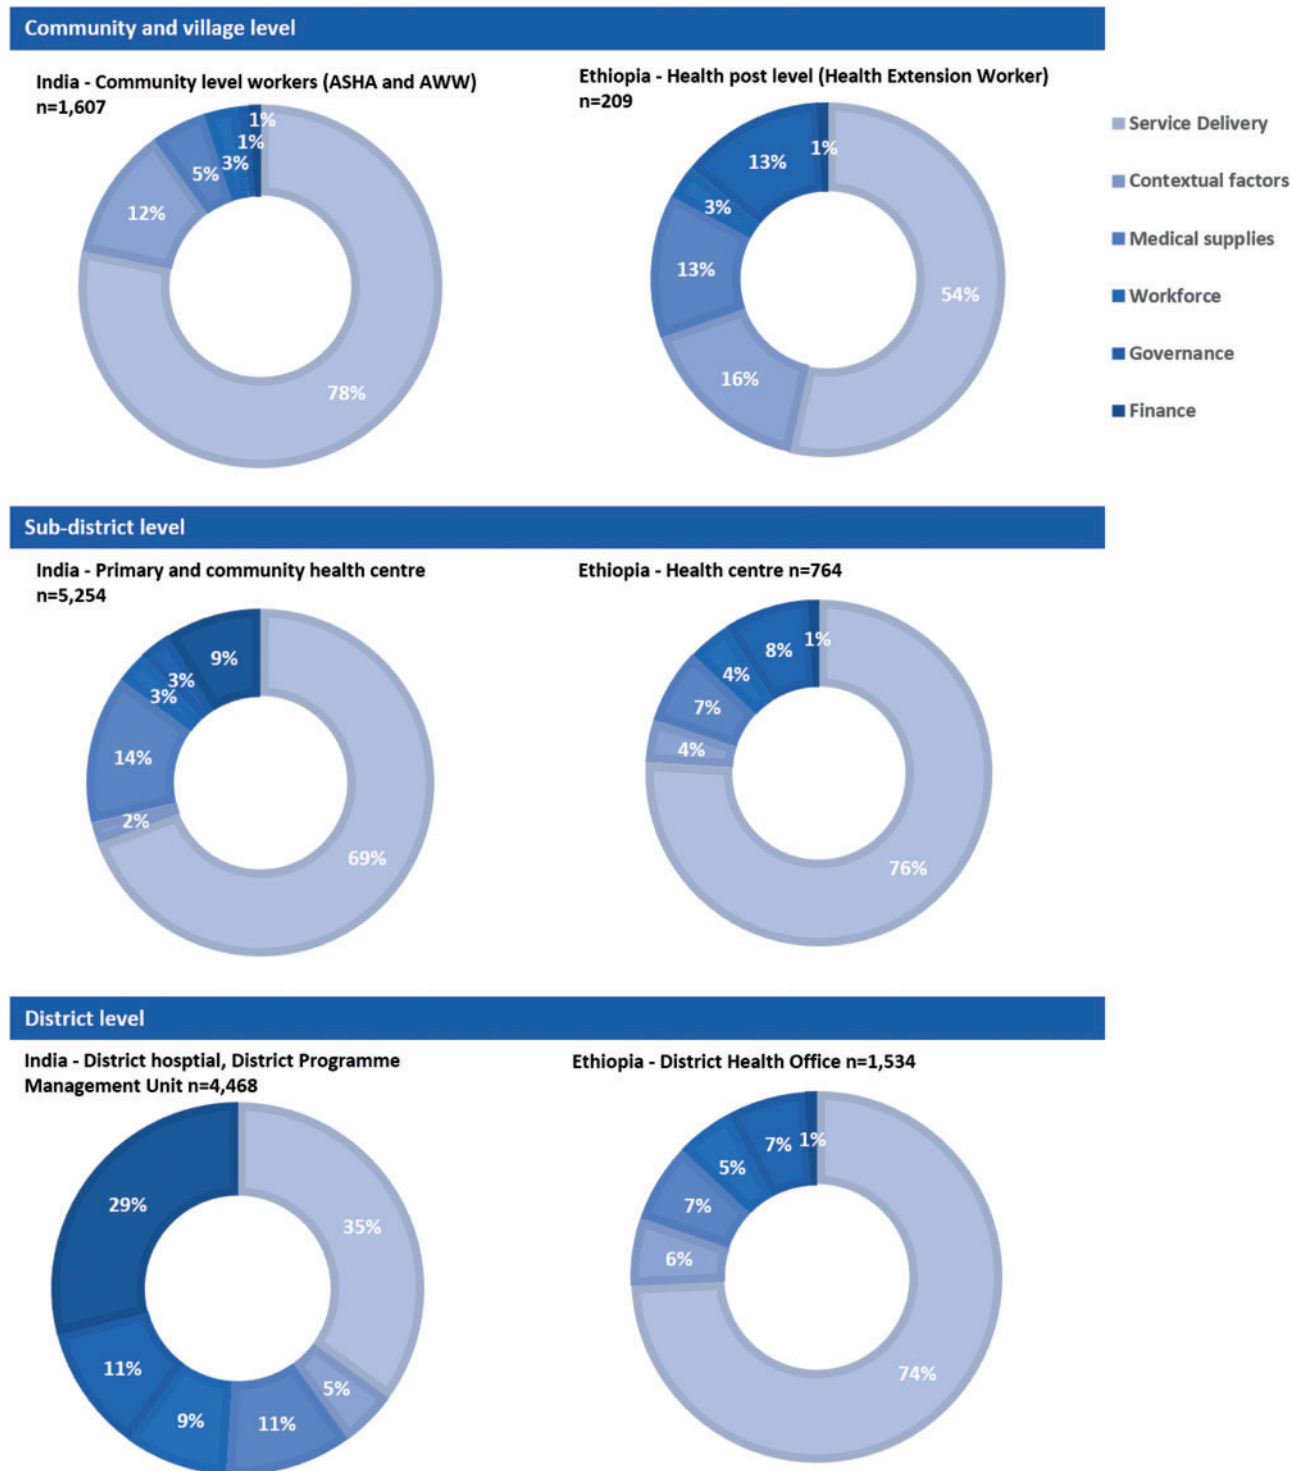 Community and village level
India - Community level workers (ASHA and AWW)
n=1,607
1%
1%
3%
5%
12%
78%
Ethiopia - Health post level (Health Extension Worker)
n=209
1%
13%
3%
13%
16%
54%
Service Delivery
Contextual factors
Medical supplies
Workforce
Governance
Finance
Sub-district level
India - Primary and community health centre
n=5,254
9%
3%
3%
14%
2%
69%
Ethiopia - Health centre n=764
1%
8%
4%
7%
4%
76%
District level
India - District hosptial, District Programme
Management Unit n=4,468
29%
35%
11%
9%
11%
5%
Ethiopia - District Health Office n=1,534
1%
7%
5%
7%
6%
74%